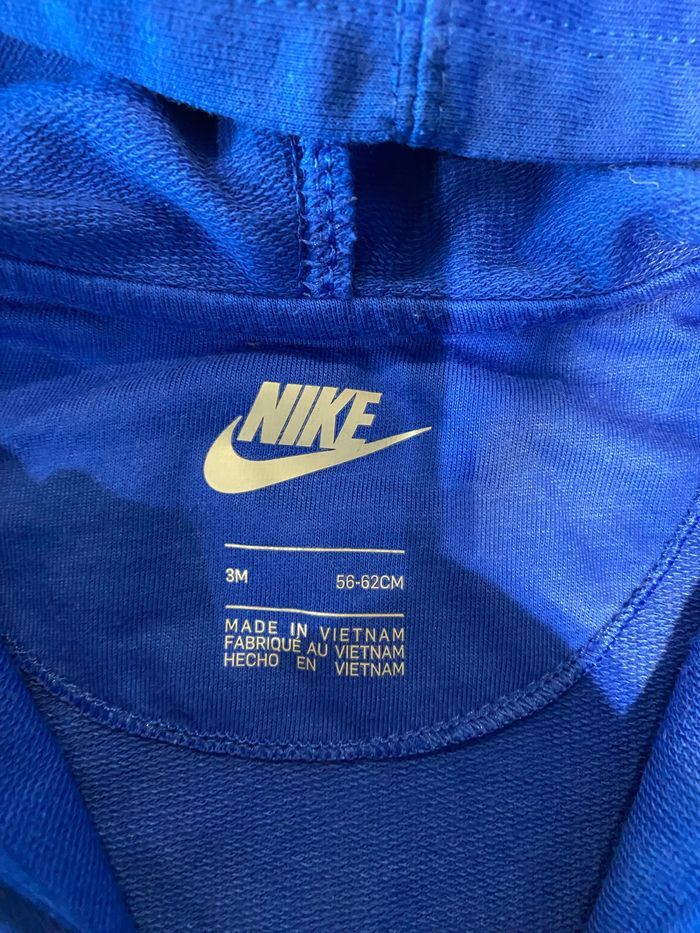 NIKE
3M 56-62CM
MADE IN VIETNAM
FABRIQUÉ AU VIETNAM
HECHO EN VIETNAM